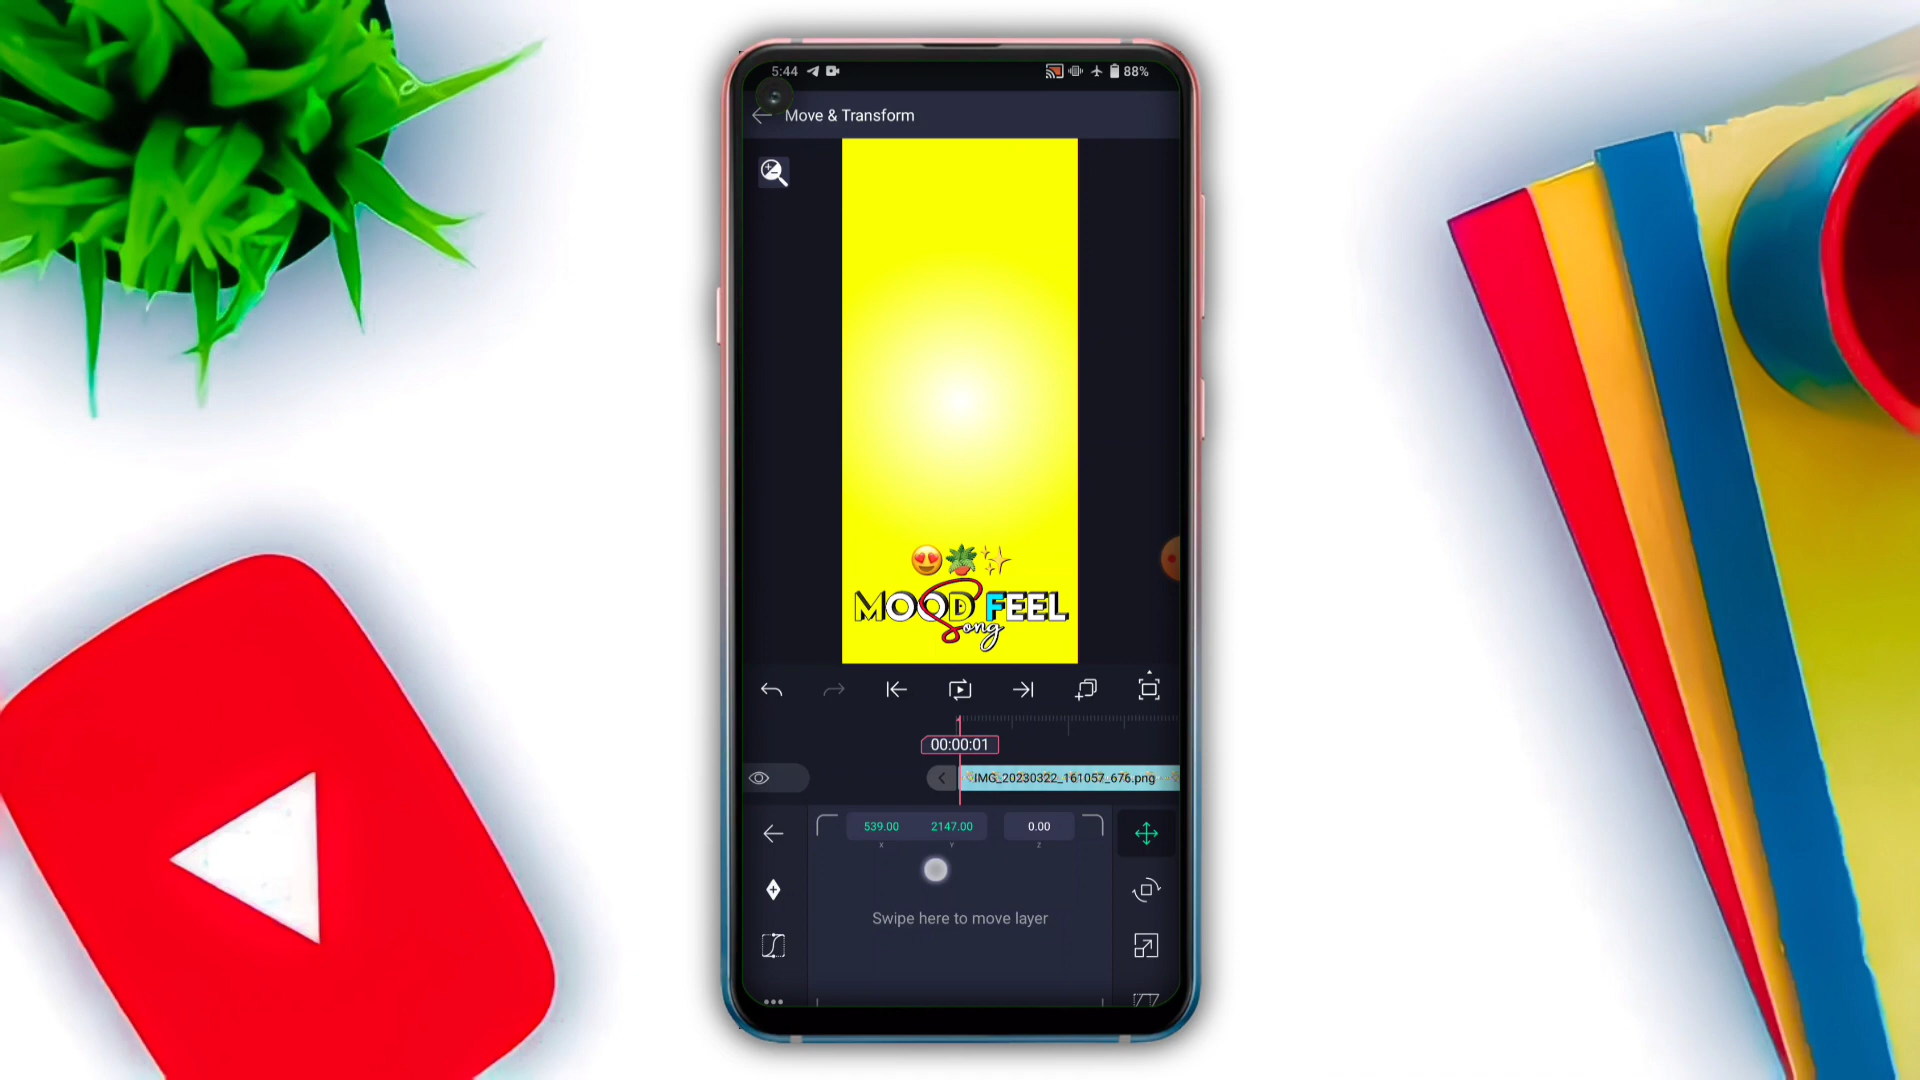 5:44
88%
Move & Transform
MOOD FEEL
Song
00:00:01
IMG_20230322_161057_676.png
539.00 2147.00 0.00
X Y Z
Swipe here to move layer